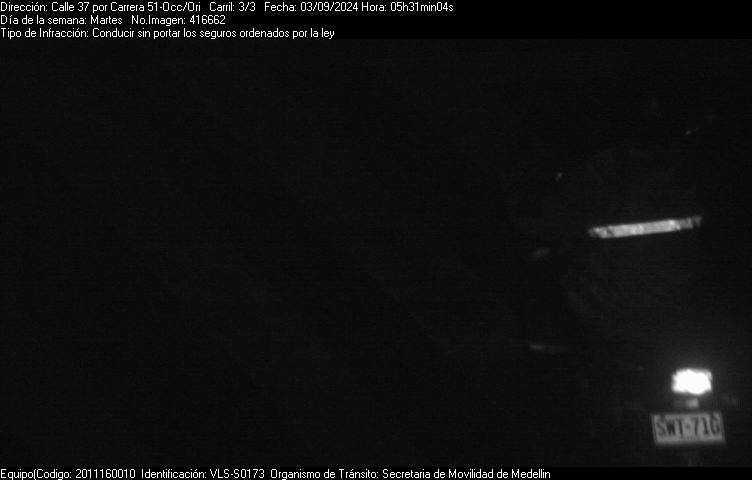 Dirección: Calle 37 por Carrera 51-Occ/Ori Carril: 3/3 Fecha: 03/09/2024 Hora: 05h31min04s
Día de la semana: Martes No.Imagen: 416662
Tipo de Infracción: Conducir sin portar los seguros ordenados por la ley
SWT-71G
Equipo(Codigo: 2011160010 Identificación: VLS-S0173 Organismo de Tránsito: Secretaria de Movilidad de Medellin